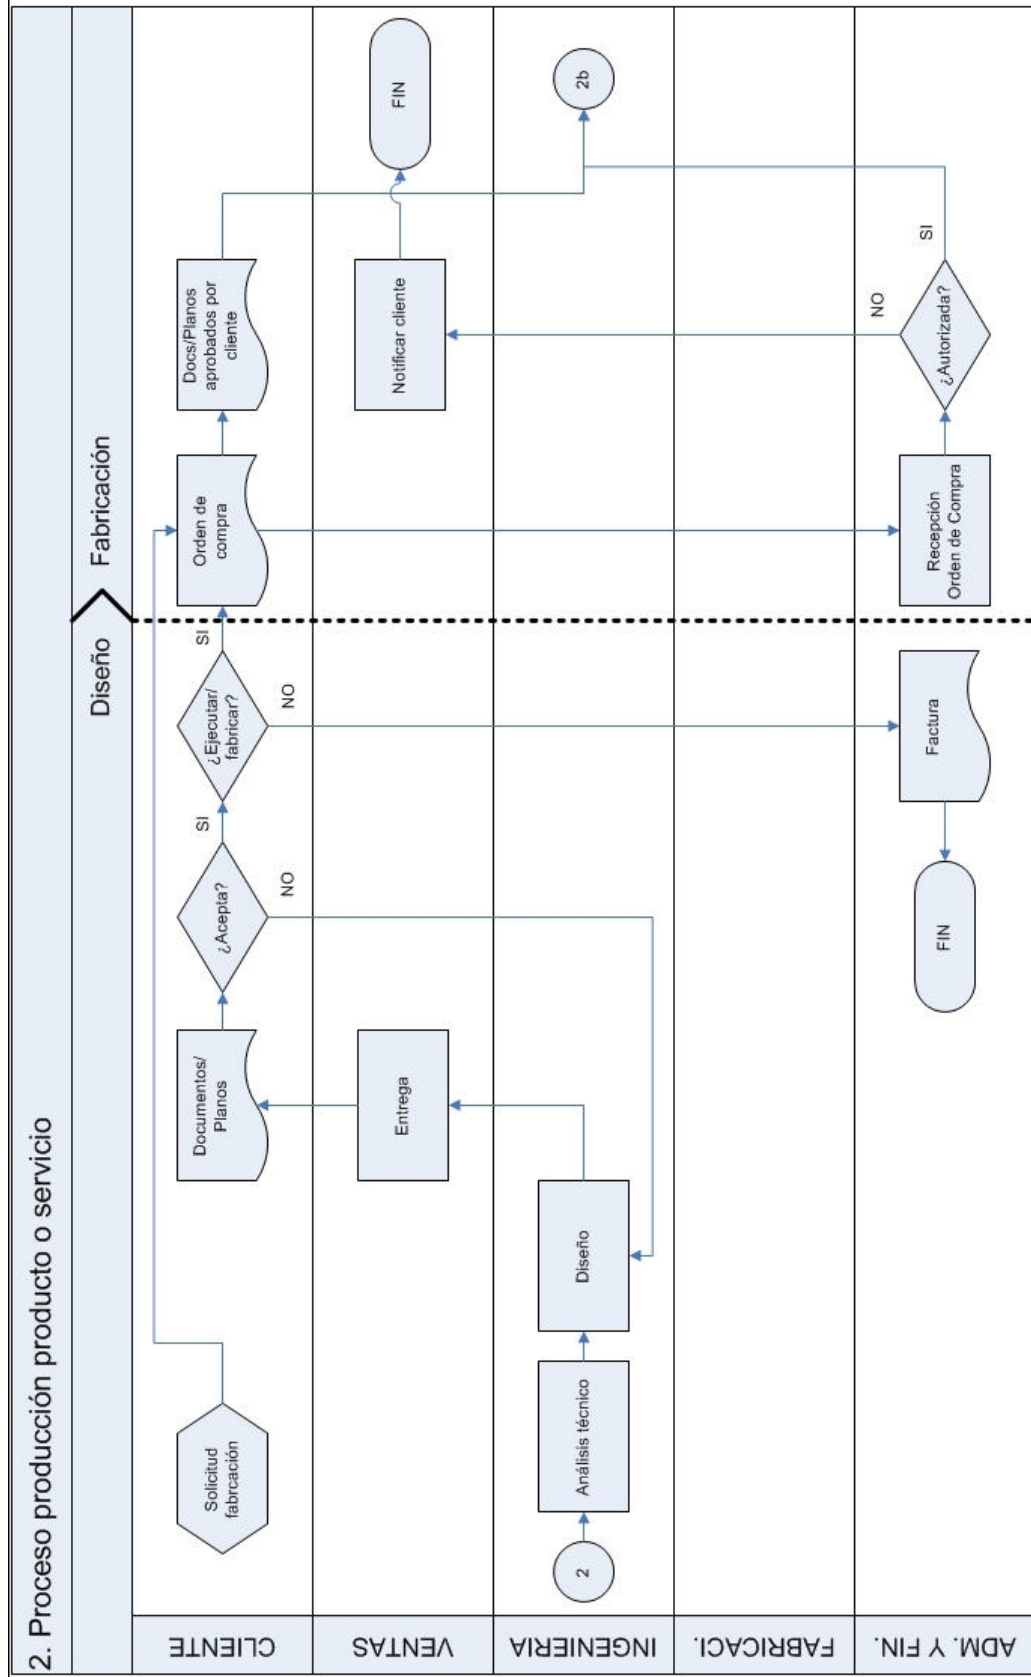 2. Proceso producción producto o servicio
Diseño
Fabricación
CLIENTE
Solicitud
fabrcación
Documentos/
Planos
¿Acepta?
SI
NO
¿Ejecutar/
fabricar?
SI
NO
Orden de
compra
Docs/Planos
aprobados por
cliente
VENTAS
Entrega
Notificar cliente
FIN
INGENIERIA
2
Análisis técnico
Diseño
2b
FABRICACI.
ADM. Y FIN.
FIN
Factura
Recepción
Orden de Compra
¿Autorizada?
NO
SI